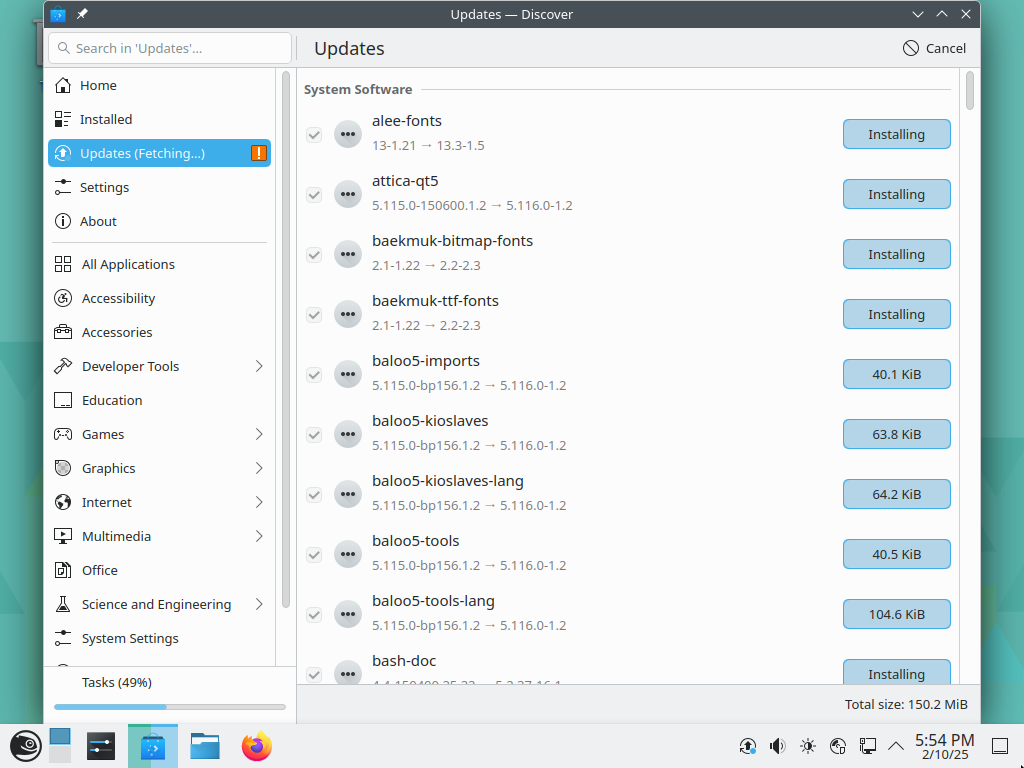 Updates — Discover
Search in 'Updates'...
Updates
Cancel
Home
Installed
Updates (Fetching...)
Settings
About
All Applications
Accessibility
Accessories
Developer Tools
Education
Games
Graphics
Internet
Multimedia
Office
Science and Engineering
System Settings
Tasks (49%)
System Software
alee-fonts
13-1.21 → 13.3-1.5
Installing
attica-qt5
5.115.0-150600.1.2 → 5.116.0-1.2
Installing
baekmuk-bitmap-fonts
2.1-1.22 → 2.2-2.3
Installing
baekmuk-ttf-fonts
2.1-1.22 → 2.2-2.3
Installing
baloo5-imports
5.115.0-bp156.1.2 → 5.116.0-1.2
40.1 KiB
baloo5-kioslaves
5.115.0-bp156.1.2 → 5.116.0-1.2
63.8 KiB
baloo5-kioslaves-lang
5.115.0-bp156.1.2 → 5.116.0-1.2
64.2 KiB
baloo5-tools
5.115.0-bp156.1.2 → 5.116.0-1.2
40.5 KiB
baloo5-tools-lang
5.115.0-bp156.1.2 → 5.116.0-1.2
104.6 KiB
bash-doc
Installing
Total size: 150.2 MiB
5:54 PM
2/10/25